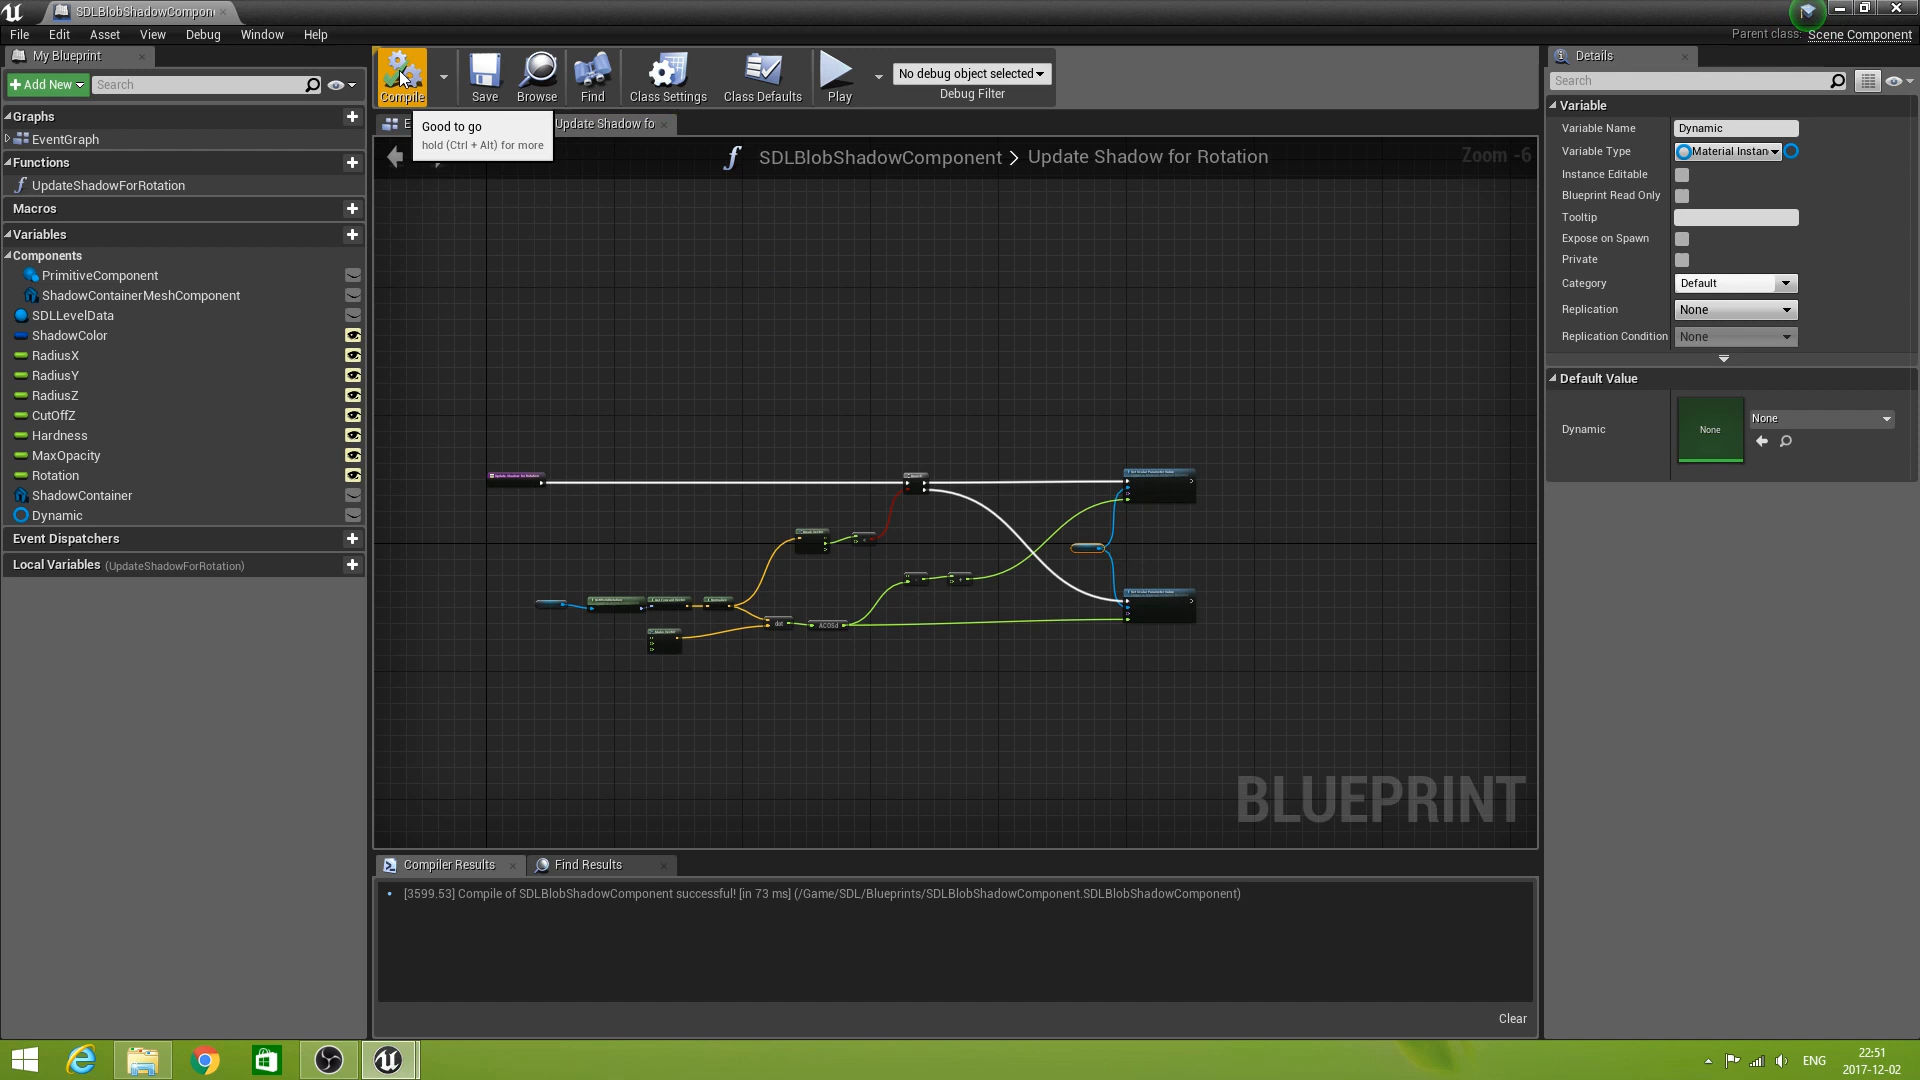 SDLBlobShadowComponen
File Edit Asset View Debug Window Help
Parent class: Scene Component
My Blueprint
Add New Search
Graphs
EventGraph
Functions
UpdateShadowForRotation
Macros
Variables
Components
PrimitiveComponent
ShadowContainerMeshComponent
SDLLevelData
ShadowColor
RadiusX
RadiusY
RadiusZ
CutOffZ
Hardness
MaxOpacity
Rotation
ShadowContainer
Dynamic
Event Dispatchers
Local Variables (UpdateShadowForRotation)
Compile Save Browse Find Class Settings Class Defaults Play
No debug object selected
Debug Filter
Good to go
hold (Ctrl + Alt) for more
E
Update Shadow fo
SDLBlobShadowComponent > Update Shadow for Rotation
Zoom -6
dot
ACOSd
BLUEPRINT
Compiler Results Find Results
[3599.53] Compile of SDLBlobShadowComponent successful! [in 73 ms] (/Game/SDL/Blueprints/SDLBlobShadowComponent.SDLBlobShadowComponent)
Clear
Details
Search
Variable
Variable Name Dynamic
Variable Type Material Instan
Instance Editable
Blueprint Read Only
Tooltip
Expose on Spawn
Private
Category Default
Replication None
Replication Condition None
Default Value
Dynamic None None
ENG
22:51
2017-12-02